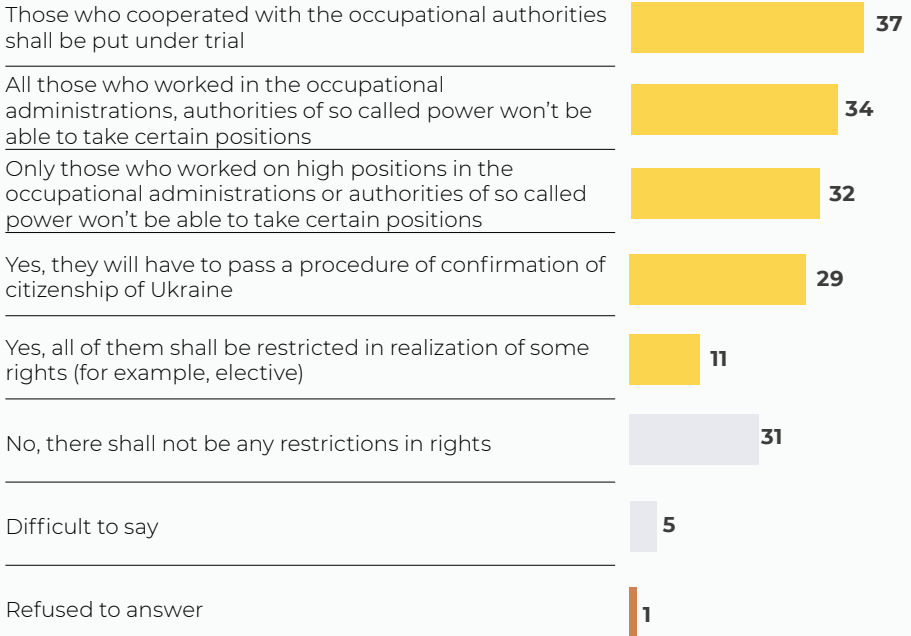 Those who cooperated with the occupational authorities
shall be put under trial
37
All those who worked in the occupational
administrations, authorities of so called power won't be
able to take certain positions
34
Only those who worked on high positions in the
occupational administrations or authorities of so called
power won't be able to take certain positions
32
Yes, they will have to pass a procedure of confirmation of
citizenship of Ukraine
29
Yes, all of them shall be restricted in realization of some
rights (for example, elective)
11
No, there shall not be any restrictions in rights
31
Difficult to say
5
Refused to answer
1